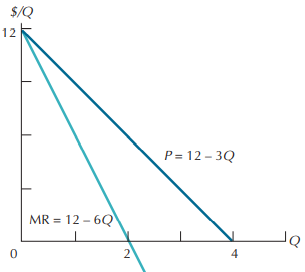 $/Q
12
P = 12 – 3Q
MR = 12 – 6Q
Q
0
2
4